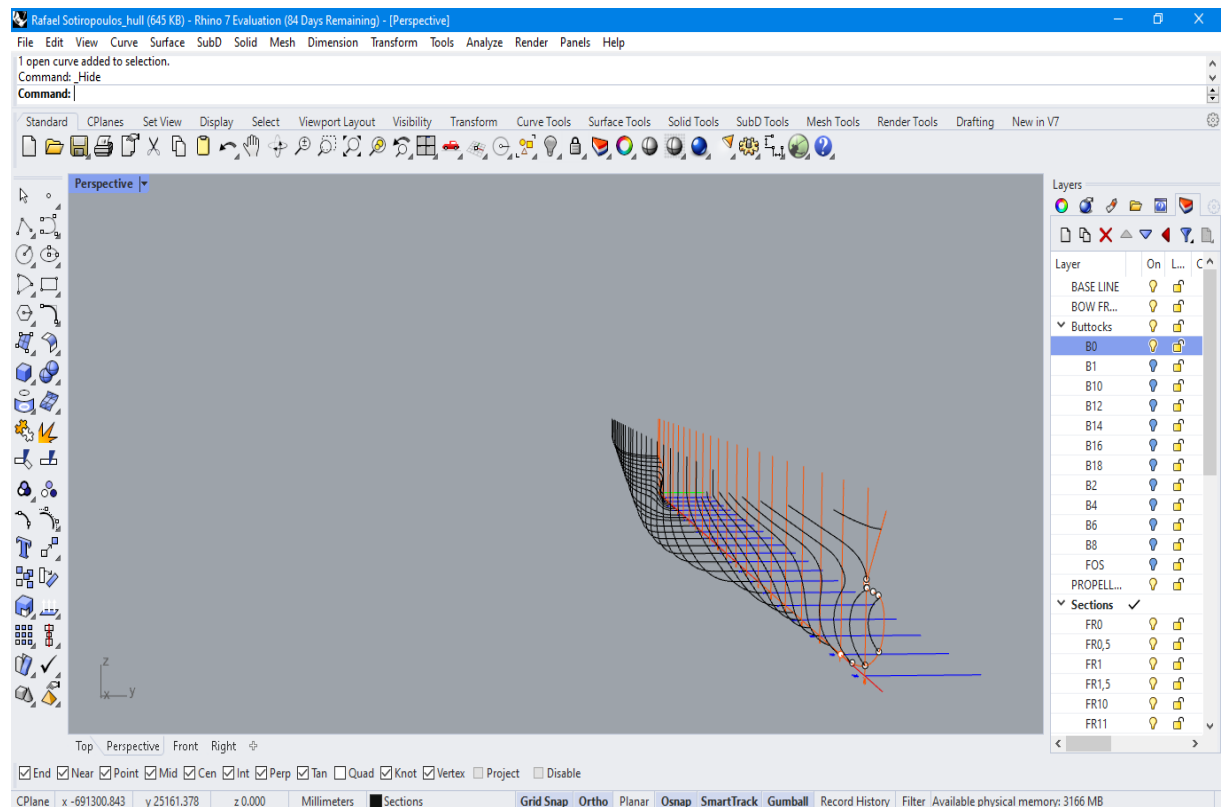 Rafael Sotiropoulos_hull (645 KB) - Rhino 7 Evaluation (84 Days Remaining) - [Perspective]
File Edit View Curve Surface SubD Solid Mesh Dimension Transform Tools Analyze Render Panels Help
1 open curve added to selection.
Command: _Hide
Command:
Standard CPlanes Set View Display Select Viewport Layout Visibility Transform Curve Tools Surface Tools Solid Tools SubD Tools Mesh Tools Render Tools Drafting New in V7
Perspective
z
x y
Top Perspective Front Right
Layers
Layer On L... C
BASE LINE
BOW FR...
Buttocks
B0
B1
B10
B12
B14
B16
B18
B2
B4
B6
B8
FOS
PROPELL...
Sections
FR0
FR0,5
FR1
FR1,5
FR10
FR11
End Near Point Mid Cen Int Perp Tan Quad Knot Vertex Project Disable
CPlane x -691300.843 y 25161.378 z 0.000 Millimeters Sections Grid Snap Ortho Planar Osnap SmartTrack Gumball Record History Filter Available physical memory: 3166 MB